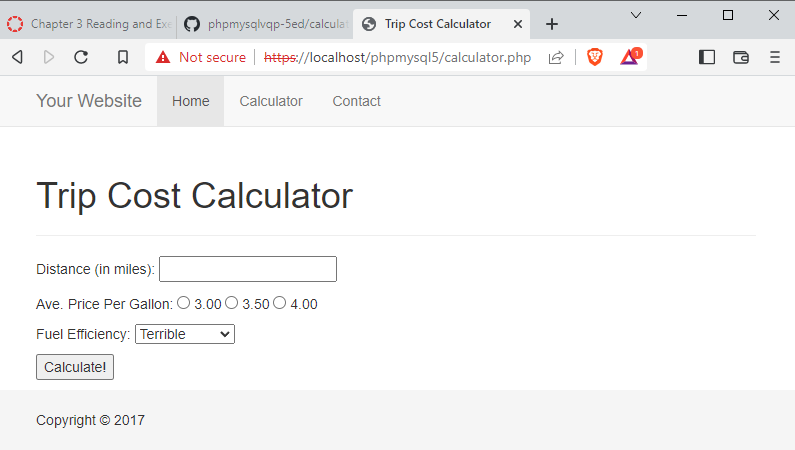 Chapter 3 Reading and Exe
phpmysqlvqp-5ed/calculat
Trip Cost Calculator
Not secure https://localhost/phpmysql5/calculator.php 1
Your Website Home Calculator Contact
Trip Cost Calculator
Distance (in miles):
Ave. Price Per Gallon: 3.00 3.50 4.00
Fuel Efficiency: Terrible
Calculate!
Copyright © 2017